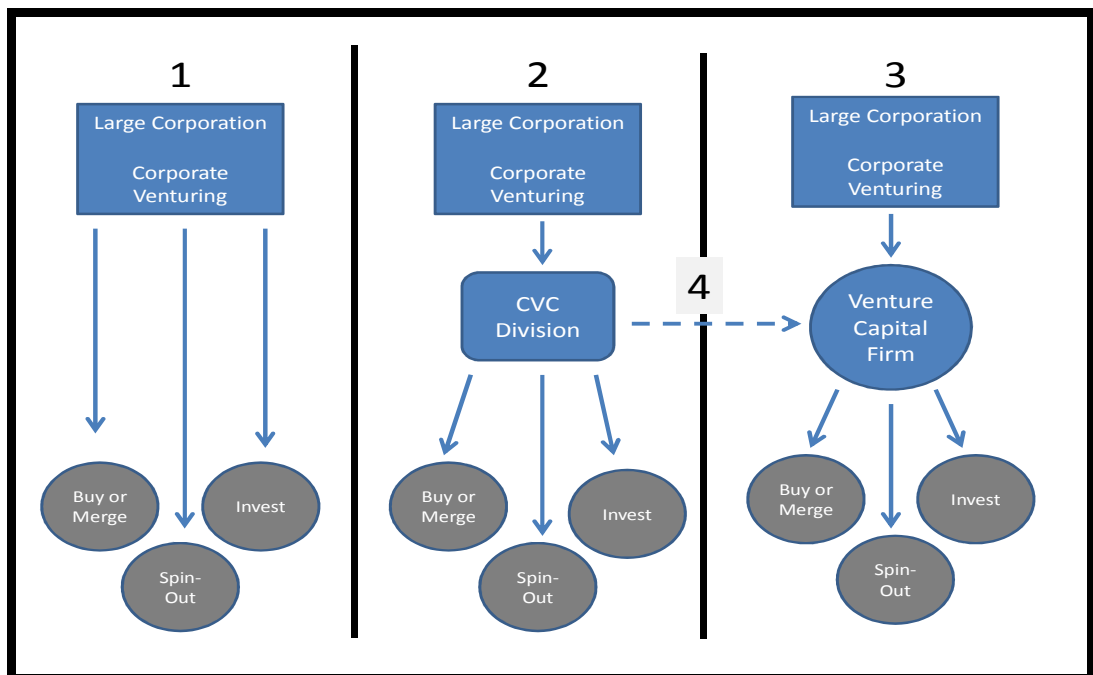 1
Large Corporation
Corporate
Venturing
Buy or
Merge
Invest
Spin-
Out
2
Large Corporation
Corporate
Venturing
CVC
Division
Buy or
Merge
Invest
Spin-
Out
4
3
Large Corporation
Corporate
Venturing
Venture
Capital
Firm
Buy or
Merge
Invest
Spin-
Out